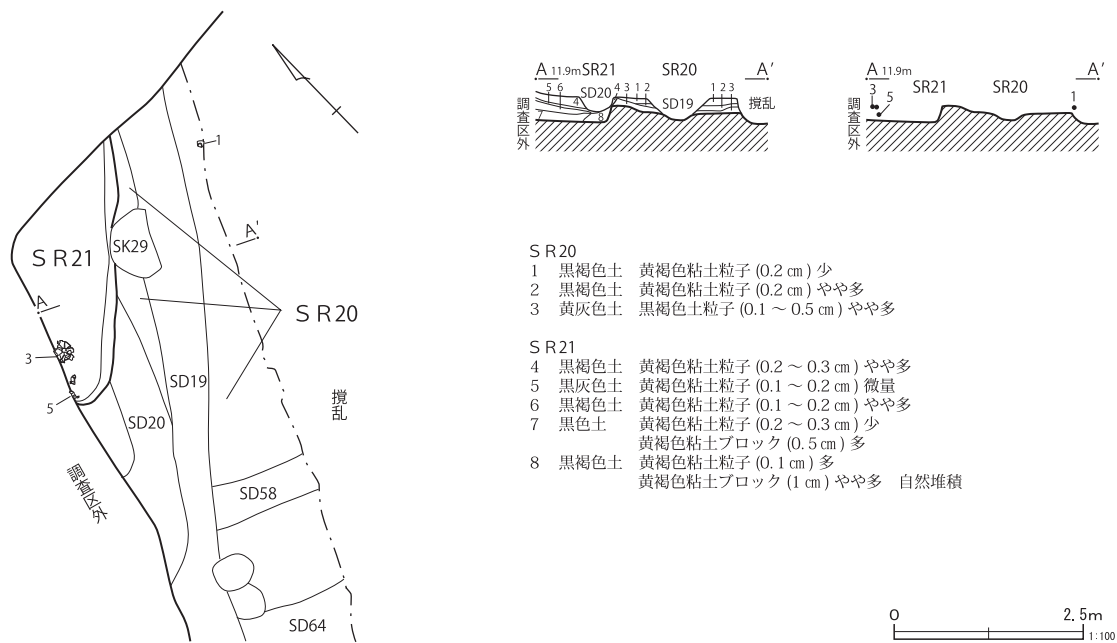 1
A'
SK29
ＳＲ21
A
ＳＲ20
3
SD19
5
SD20
攪乱
調査区外
SD58
SD64
A 11.9m SR21 SR20 A'
5 6 4 SD20 4 3 1 2 SD19 1 2 3 攪乱
8
調査区外
A 11.9m SR21 SR20 A'
3 5 1
調査区外
ＳＲ20
1 黒褐色土 黄褐色粘土粒子 (0.2 ㎝ ) 少
2 黒褐色土 黄褐色粘土粒子 (0.2 ㎝ ) やや多
3 黄灰色土 黒褐色土粒子 (0.1 ～ 0.5 ㎝ ) やや多
ＳＲ21
4 黒褐色土 黄褐色粘土粒子 (0.2 ～ 0.3 ㎝ ) やや多
5 黒灰色土 黄褐色粘土粒子 (0.1 ～ 0.2 ㎝ ) 微量
6 黒褐色土 黄褐色粘土粒子 (0.1 ～ 0.2 ㎝ ) やや多
7 黒色土 黄褐色粘土粒子 (0.2 ～ 0.3 ㎝ ) 少
黄褐色粘土ブロック (0.5 ㎝ ) 多
8 黒褐色土 黄褐色粘土粒子 (0.1 ㎝ ) 多
黄褐色粘土ブロック (1 ㎝ ) やや多 自然堆積
0 2.5m
1:100